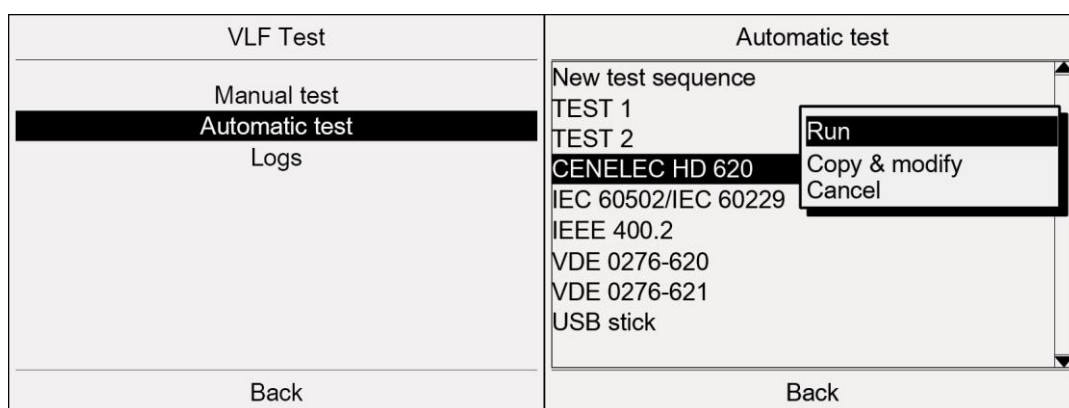 VLF Test
Manual test
Automatic test
Logs
Back
Automatic test
New test sequence
TEST 1
TEST 2
CENELEC HD 620
IEC 60502/IEC 60229
IEEE 400.2
VDE 0276-620
VDE 0276-621
USB stick
Run
Copy & modify
Cancel
Back